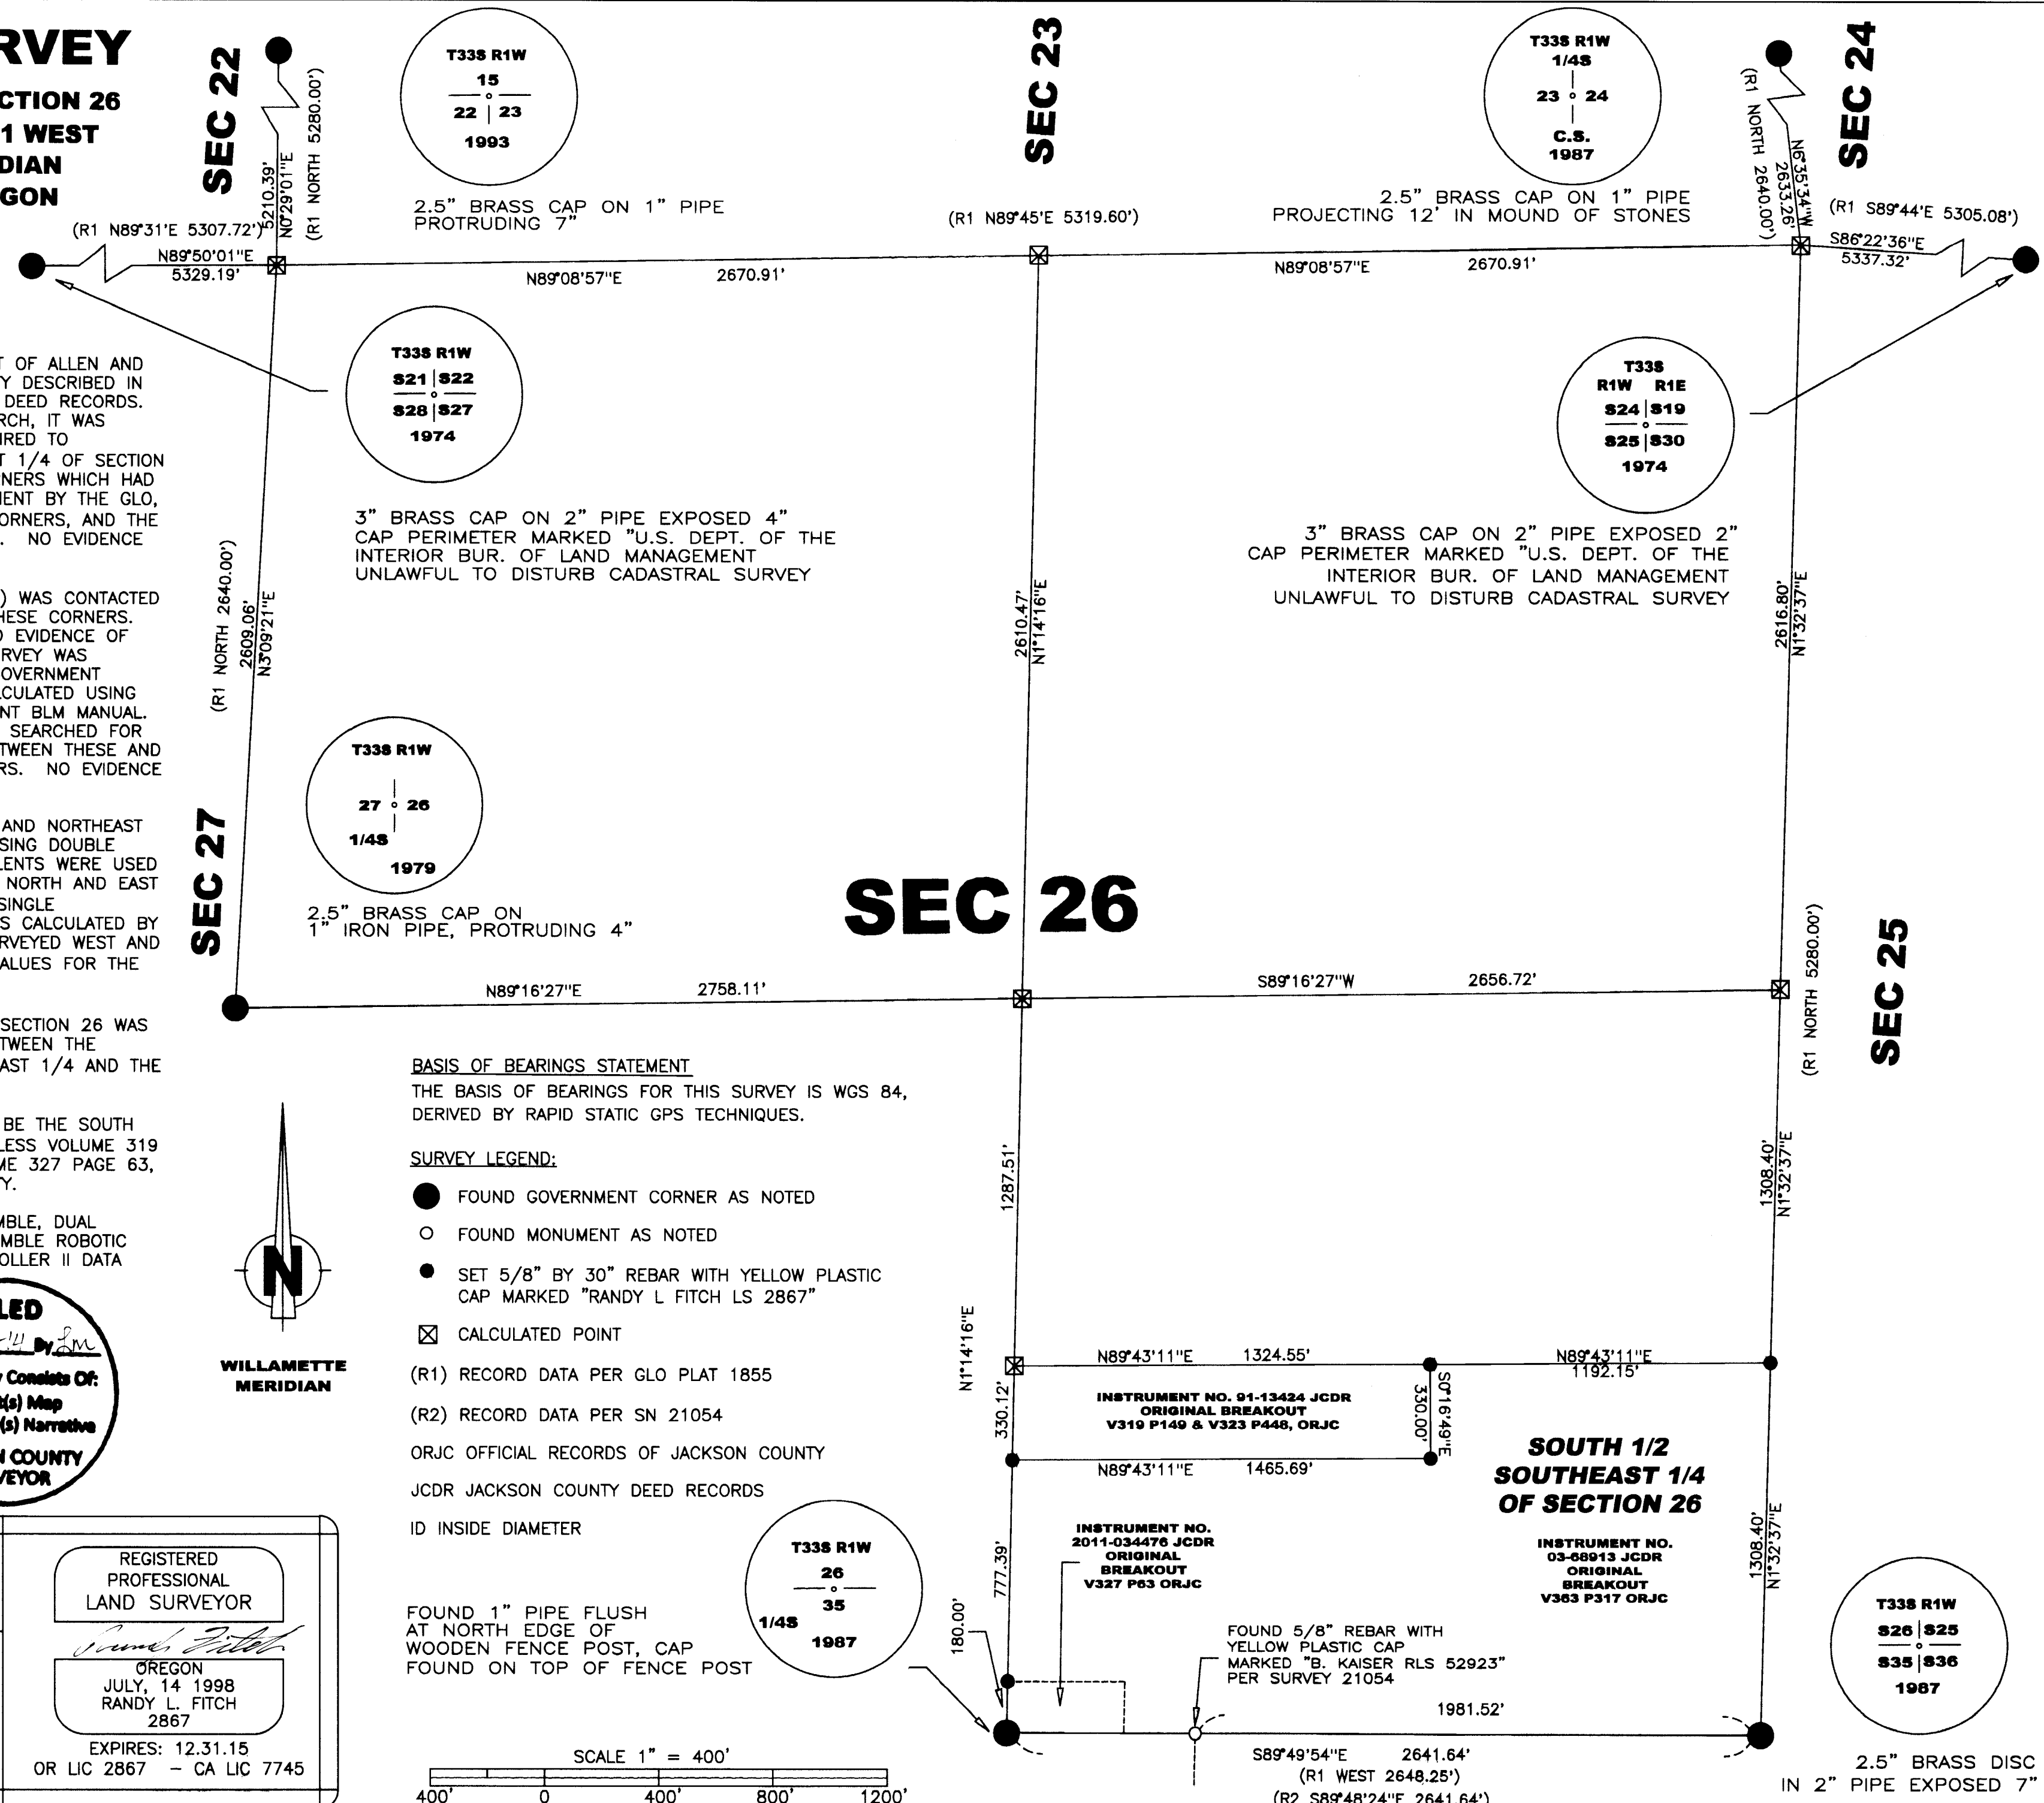 RVEY
CTION 26
1 WEST
DIAN
GON
SEC 22
5210.39'
N0°29'01"E
(R1 NORTH 5280.00')
T33S R1W
15
22 | 23
1993
2.5" BRASS CAP ON 1" PIPE
PROTRUDING 7"
SEC 23
(R1 N89°45'E 5319.60')
T33S R1W
1/4S
23 24
C.S.
1987
2.5" BRASS CAP ON 1" PIPE
PROJECTING 12' IN MOUND OF STONES
SEC 24
(R1 NORTH 2640.00')
2633.26'
N6°35'34"W
(R1 S89°44'E 5305.08')
S86°22'36"E
5337.32'
(R1 N89°31'E 5307.72')
N89°50'01"E
5329.19'
N89°08'57"E 2670.91'
N89°08'57"E 2670.91'
T33S R1W
S21 | S22
S28 | S27
1974
3" BRASS CAP ON 2" PIPE EXPOSED 4"
CAP PERIMETER MARKED "U.S. DEPT. OF THE
INTERIOR BUR. OF LAND MANAGEMENT
UNLAWFUL TO DISTURB CADASTRAL SURVEY
T33S
R1W R1E
S24 | S19
S25 | S30
1974
3" BRASS CAP ON 2" PIPE EXPOSED 2"
CAP PERIMETER MARKED "U.S. DEPT. OF THE
INTERIOR BUR. OF LAND MANAGEMENT
UNLAWFUL TO DISTURB CADASTRAL SURVEY
T OF ALLEN AND
Y DESCRIBED IN
DEED RECORDS.
RCH, IT WAS
IRED TO
T 1/4 OF SECTION
RNERS WHICH HAD
MENT BY THE GLO,
ORNERS, AND THE
. NO EVIDENCE
) WAS CONTACTED
HESE CORNERS.
O EVIDENCE OF
RVEY WAS
OVERNMENT
LCULATED USING
NT BLM MANUAL.
SEARCHED FOR
TWEEN THESE AND
RS. NO EVIDENCE
AND NORTHEAST
SING DOUBLE
LENTS WERE USED
NORTH AND EAST
SINGLE
S CALCULATED BY
RVEYED WEST AND
ALUES FOR THE
SECTION 26 WAS
TWEEN THE
AST 1/4 AND THE
BE THE SOUTH
LESS VOLUME 319
ME 327 PAGE 63,
Y.
MBLE, DUAL
MBLE ROBOTIC
OLLER II DATA
(R1 NORTH 2640.00')
2609.06'
N3°09'21"E
2610.47'
N1°14'16"E
2616.80'
N1°32'37"E
T33S R1W
27 26
1/4S
1979
2.5" BRASS CAP ON
1" IRON PIPE, PROTRUDING 4"
SEC 27
SEC 26
SEC 25
(R1 NORTH 5280.00')
N89°16'27"E 2758.11'
S89°16'27"W 2656.72'
BASIS OF BEARINGS STATEMENT
THE BASIS OF BEARINGS FOR THIS SURVEY IS WGS 84,
DERIVED BY RAPID STATIC GPS TECHNIQUES.
SURVEY LEGEND:
FOUND GOVERNMENT CORNER AS NOTED
FOUND MONUMENT AS NOTED
SET 5/8" BY 30" REBAR WITH YELLOW PLASTIC
CAP MARKED "RANDY L FITCH LS 2867"
CALCULATED POINT
(R1) RECORD DATA PER GLO PLAT 1855
(R2) RECORD DATA PER SN 21054
ORJC OFFICIAL RECORDS OF JACKSON COUNTY
JCDR JACKSON COUNTY DEED RECORDS
ID INSIDE DIAMETER
N
WILLAMETTE
MERIDIAN
LED
By Lm
Consists Of:
(s) Map
(s) Narrative
COUNTY
VEYOR
1287.51'
N1°14'16"E
1308.40'
N1°32'37"E
N89°43'11"E 1324.55'
N89°43'11"E
1192.15'
INSTRUMENT NO. 91-13424 JCDR
ORIGINAL BREAKOUT
V319 P149 & V323 P448, ORJC
330.12'
S0°16'49"E
330.00'
N89°43'11"E 1465.69'
SOUTH 1/2
SOUTHEAST 1/4
OF SECTION 26
INSTRUMENT NO.
2011-034476 JCDR
ORIGINAL
BREAKOUT
V327 P63 ORJC
INSTRUMENT NO.
03-68913 JCDR
ORIGINAL
BREAKOUT
V363 P317 ORJC
777.39'
180.00'
1308.40'
N1°32'37"E
T33S R1W
26
35
1/4S
1987
FOUND 1" PIPE FLUSH
AT NORTH EDGE OF
WOODEN FENCE POST, CAP
FOUND ON TOP OF FENCE POST
FOUND 5/8" REBAR WITH
YELLOW PLASTIC CAP
MARKED "B. KAISER RLS 52923"
PER SURVEY 21054
1981.52'
T33S R1W
S26 | S25
S35 | S36
1987
2.5" BRASS DISC
IN 2" PIPE EXPOSED 7"
S89°49'54"E 2641.64'
(R1 WEST 2648.25')
(R2 S89°48'24"E 2641.64')
REGISTERED
PROFESSIONAL
LAND SURVEYOR
OREGON
JULY, 14 1998
RANDY L. FITCH
2867
EXPIRES: 12.31.15
OR LIC 2867 – CA LIC 7745
SCALE 1" = 400'
400' 0 400' 800' 1200'